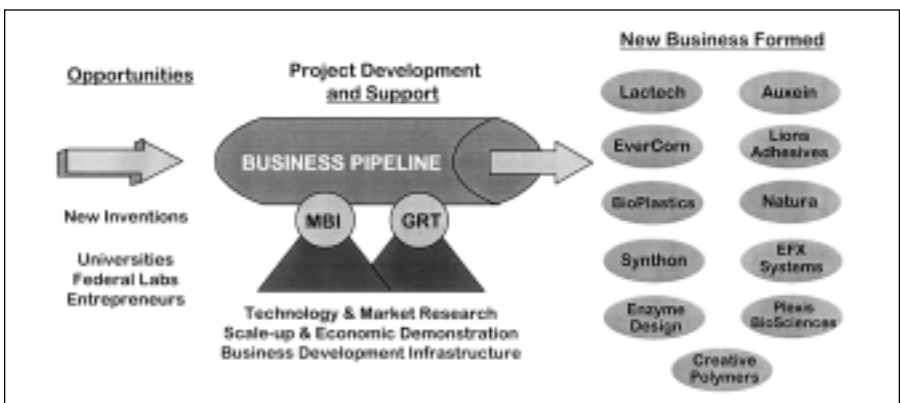 Opportunities
New Inventions
Universities
Federal Labs
Entrepreneurs
Project Development
and Support
BUSINESS PIPELINE
MBI
GRT
Technology & Market Research
Scale-up & Economic Demonstration
Business Development Infrastructure
New Business Formed
Lactech
Auxein
EverCorn
Lions
Adhesives
BioPlastics
Natura
Synthon
EFX
Systems
Enzyme
Design
Plexis
BioSciences
Creative
Polymers